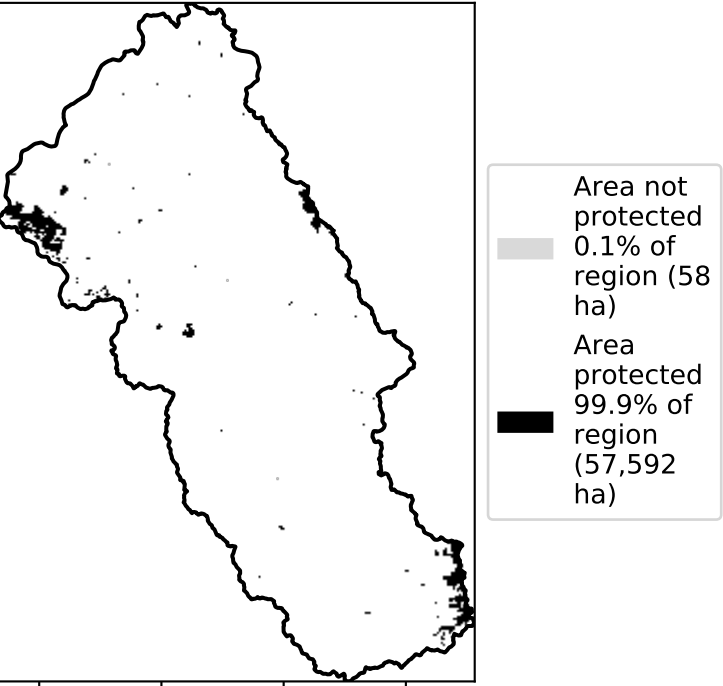 Area not
protected
0.1% of
region (58
ha)
Area
protected
99.9% of
region
(57,592
ha)